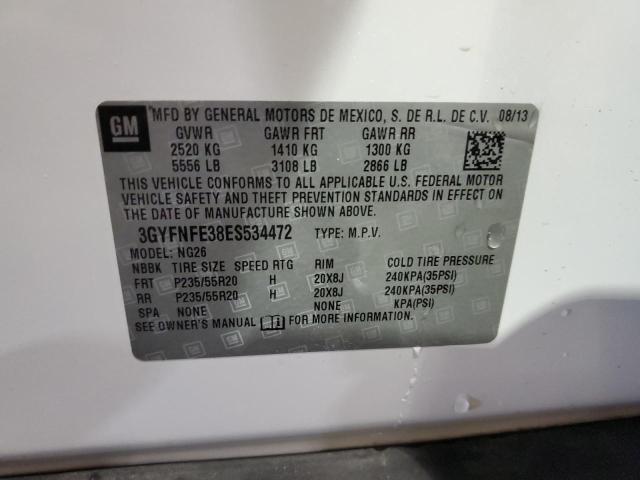 GM MFD BY GENERAL MOTORS DE MEXICO, S. DE R.L. DE C.V. 08/13
GVWR GAWR FRT GAWR RR
2520 KG 1410 KG 1300 KG
5556 LB 3108 LB 2866 LB
THIS VEHICLE CONFORMS TO ALL APPLICABLE U.S. FEDERAL MOTOR
VEHICLE SAFETY AND THEFT PREVENTION STANDARDS IN EFFECT ON
THE DATE OF MANUFACTURE SHOWN ABOVE.
3GYFNFE38ES534472 TYPE: M.P.V.
MODEL: NG26
NBBK TIRE SIZE SPEED RTG RIM COLD TIRE PRESSURE
FRT P235/55R20 H 20X8J 240KPA(35PSI)
RR P235/55R20 H 20X8J 240KPA(35PSI)
SPA NONE NONE KPA(PSI)
SEE OWNER'S MANUAL FOR MORE INFORMATION.